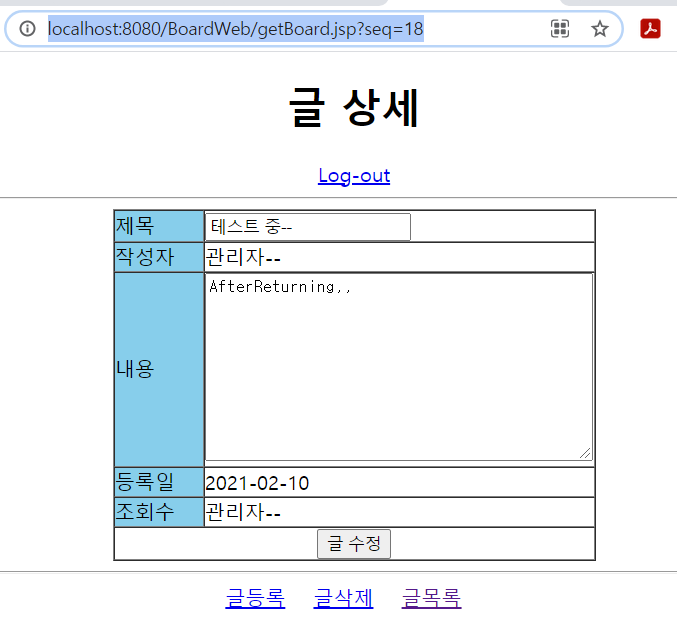 localhost:8080/BoardWeb/getBoard.jsp?seq=18
글 상세
Log-out
제목 테스트 중--
작성자 관리자--
내용 AfterReturning,,
등록일 2021-02-10
조회수 관리자--
글 수정
글등록 글삭제 글목록